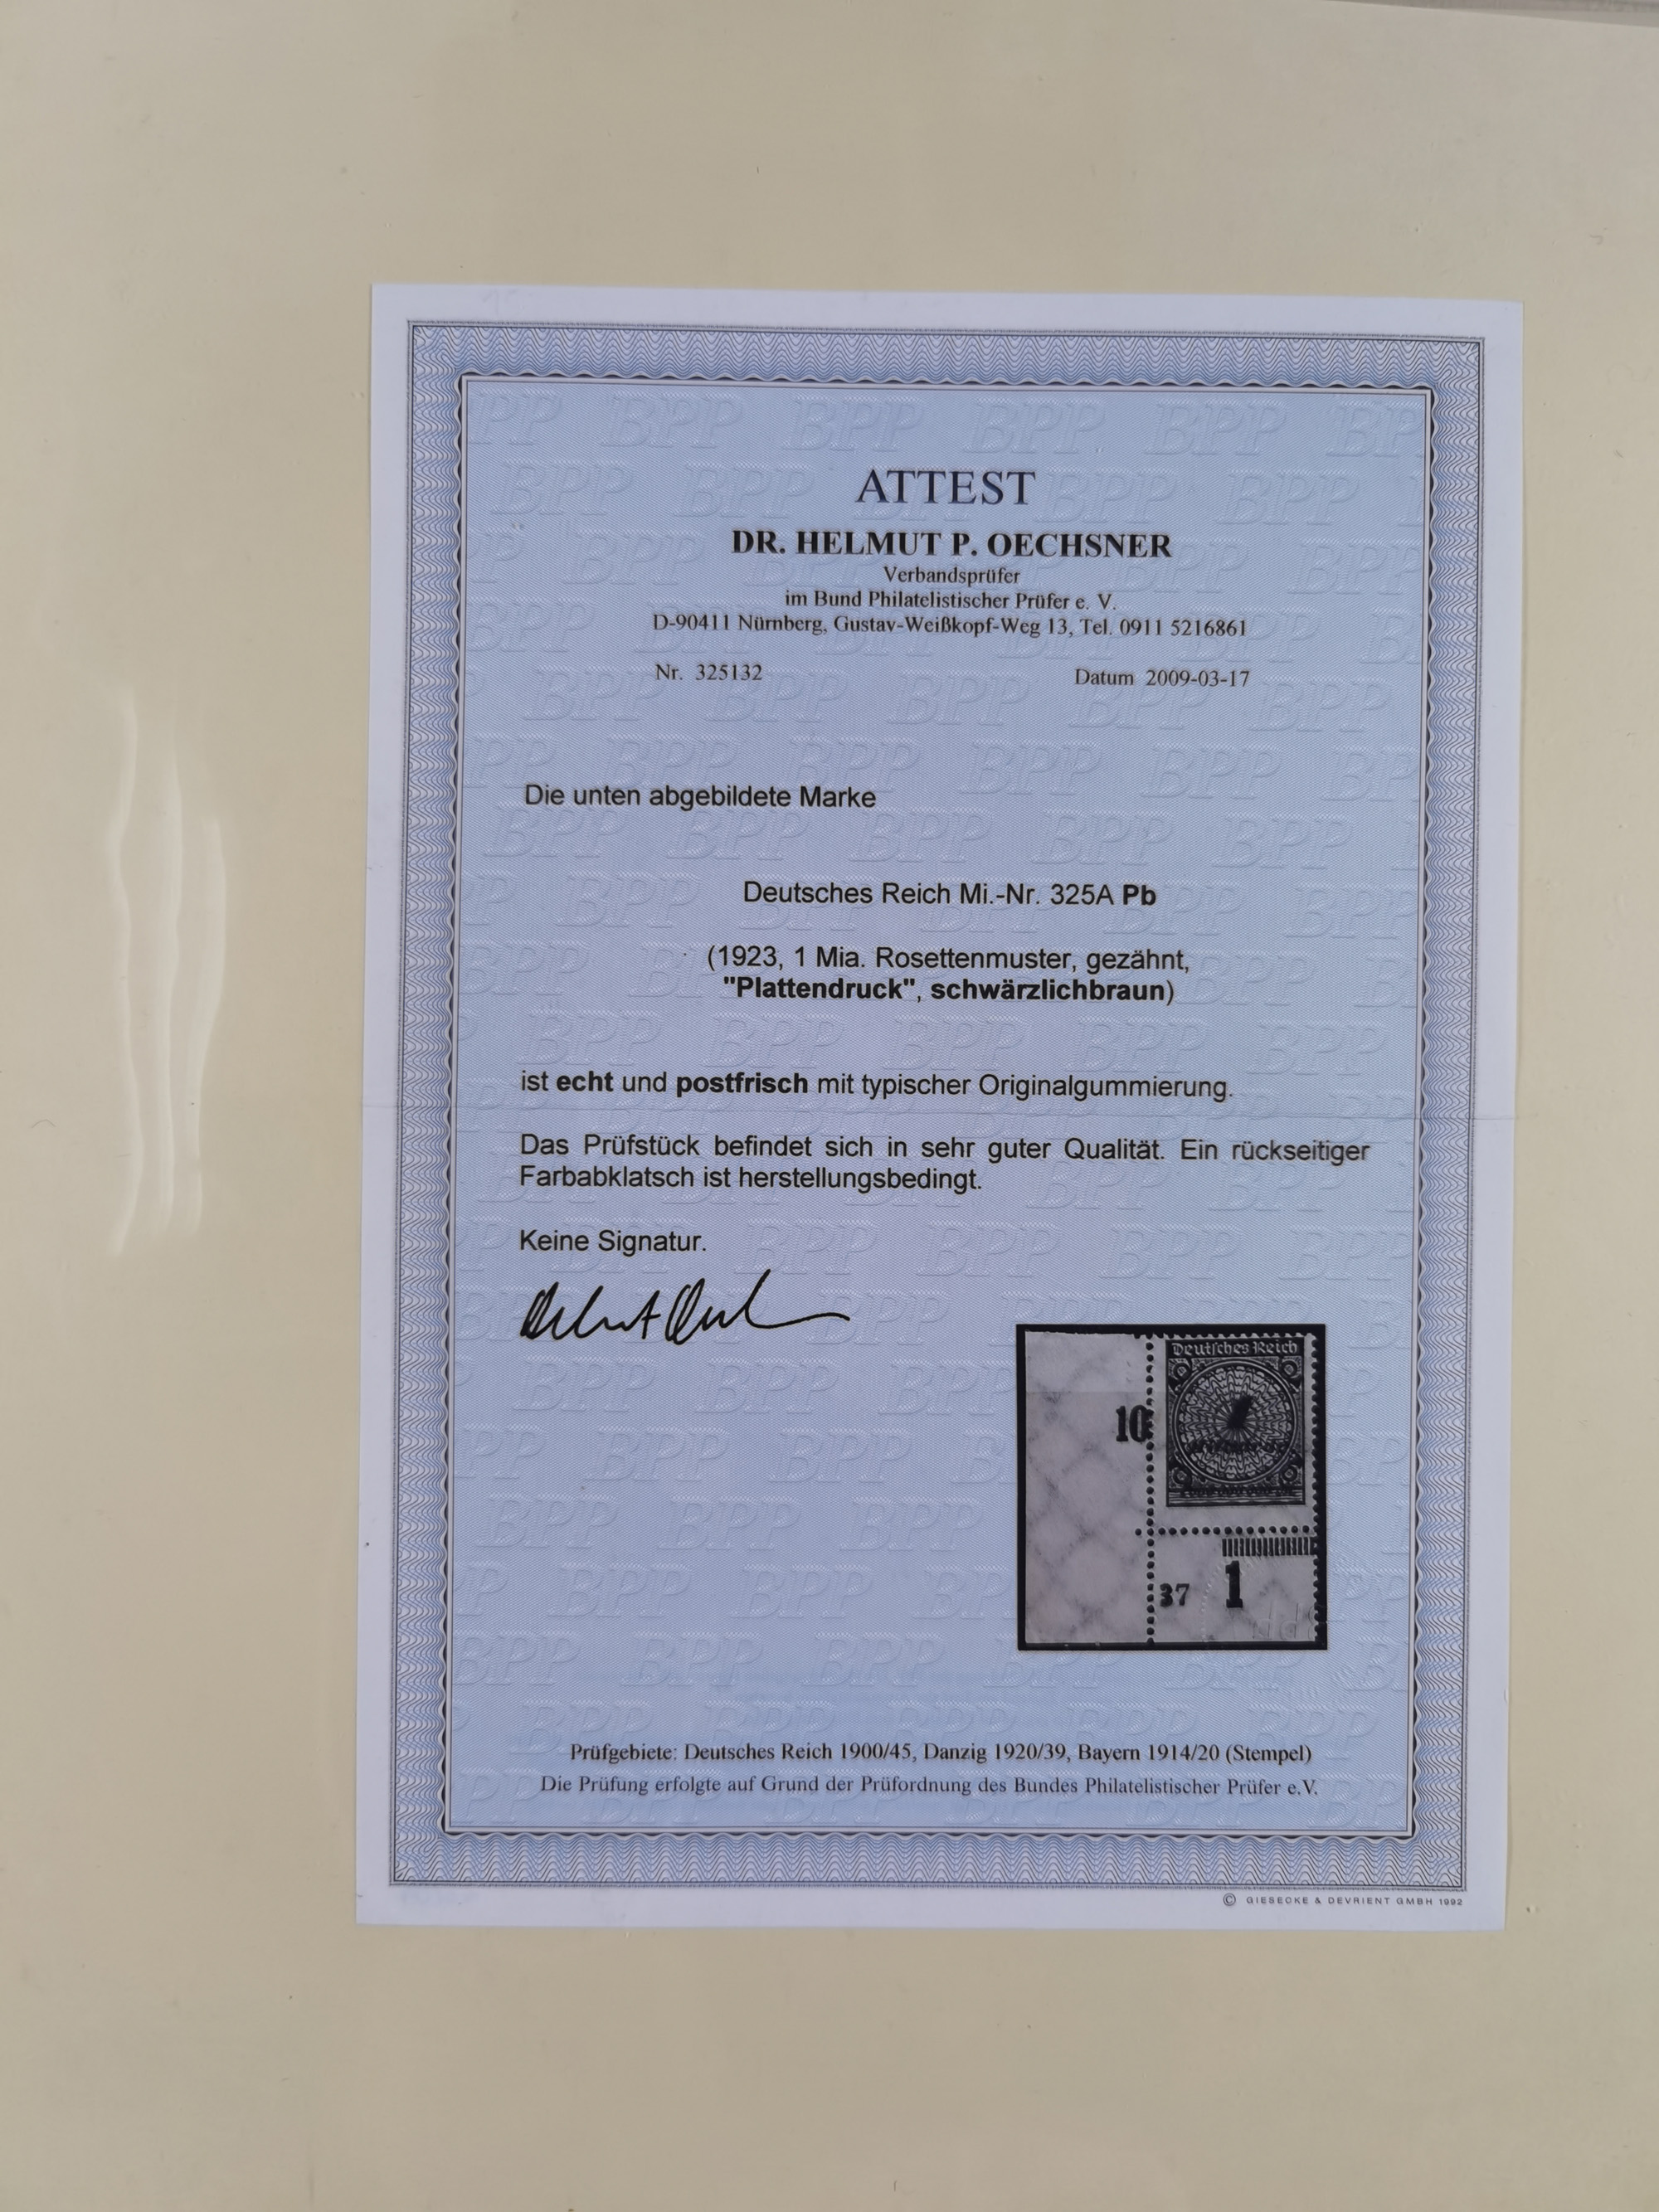 ATTEST
DR. HELMUT P. OECHSNER
Verbandsprüfer
im Bund Philatelistischer Prüfer e. V.
D-90411 Nürnberg, Gustav-Weißkopf-Weg 13, Tel. 0911 5216861
Nr. 325132 Datum 2009-03-17
Die unten abgebildete Marke
Deutsches Reich Mi.-Nr. 325A Pb
(1923, 1 Mia. Rosettenmuster, gezähnt,
"Plattendruck", schwärzlichbraun)
ist echt und postfrisch mit typischer Originalgummierung.
Das Prüfstück befindet sich in sehr guter Qualität. Ein rückseitiger
Farbabklatsch ist herstellungsbedingt.
Keine Signatur.
Deutsches Reich
10
1
37 1
Prüfgebiete: Deutsches Reich 1900/45, Danzig 1920/39, Bayern 1914/20 (Stempel)
Die Prüfung erfolgte auf Grund der Prüfordnung des Bundes Philatelistischer Prüfer e.V.
© GIESECKE & DEVRIENT GMBH 1992